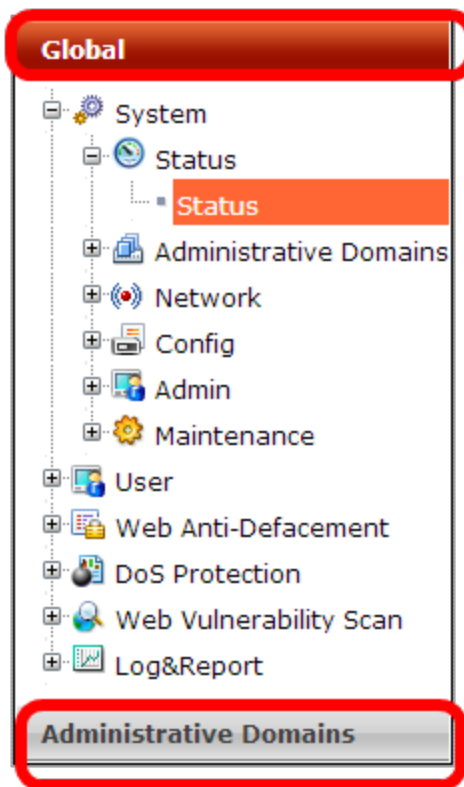 Global
System
Status
Status
Administrative Domains
Network
Config
Admin
Maintenance
User
Web Anti-Defacement
DoS Protection
Web Vulnerability Scan
Log&Report
Administrative Domains